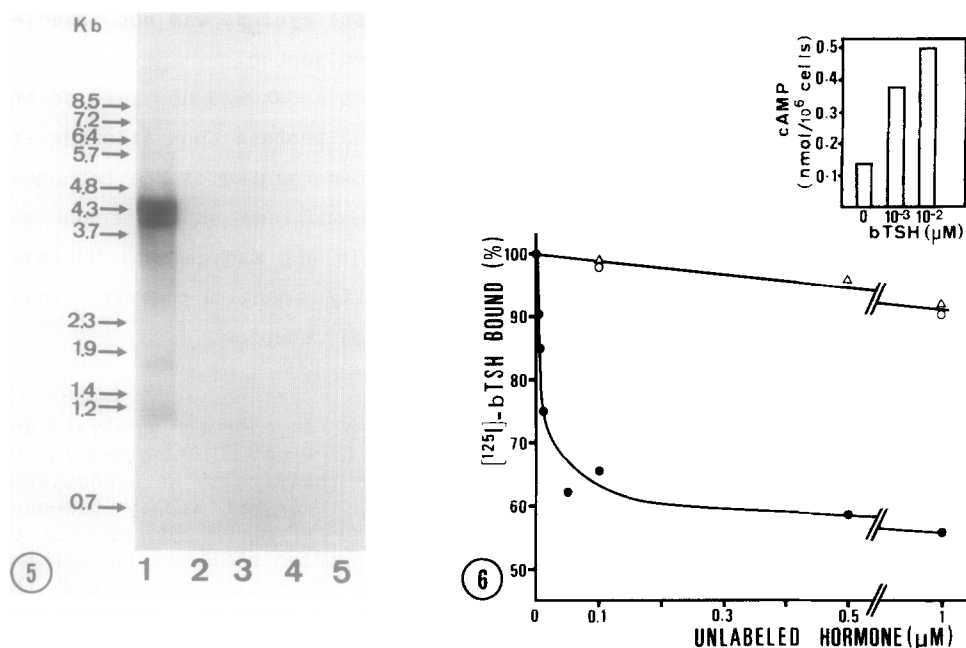 Kb
8.5
7.2
6.4
5.7
4.8
4.3
3.7
2.3
1.9
1.4
1.2
0.7
1 2 3 4 5
5
cAMP
(nmol/10⁶ cells)
0.5
0.4
0.3
0.2
0.1
0 10⁻³ 10⁻²
bTSH (µM)
[¹²⁵I]-bTSH BOUND (%)
100
90
80
70
60
50
0 0.1 0.3 0.5 1
UNLABELED HORMONE (µM)
6